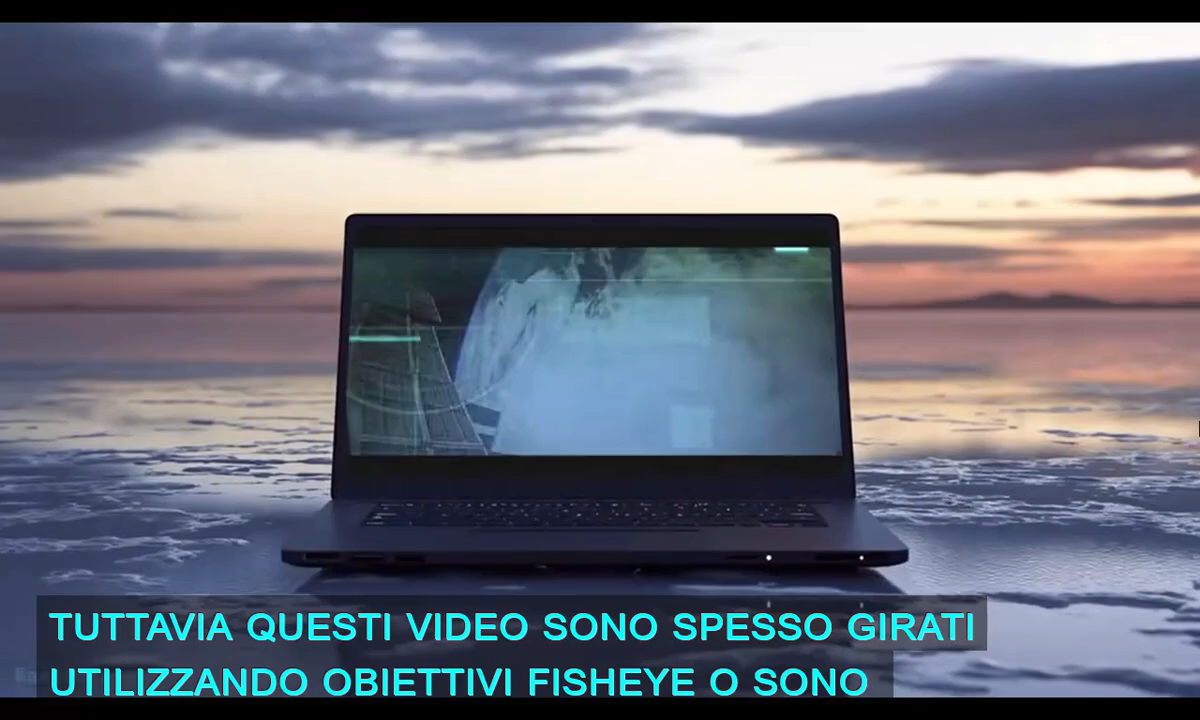 TUTTAVIA QUESTI VIDEO SONO SPESSO GIRATI
UTILIZZANDO OBIETTIVI FISHEYE O SONO